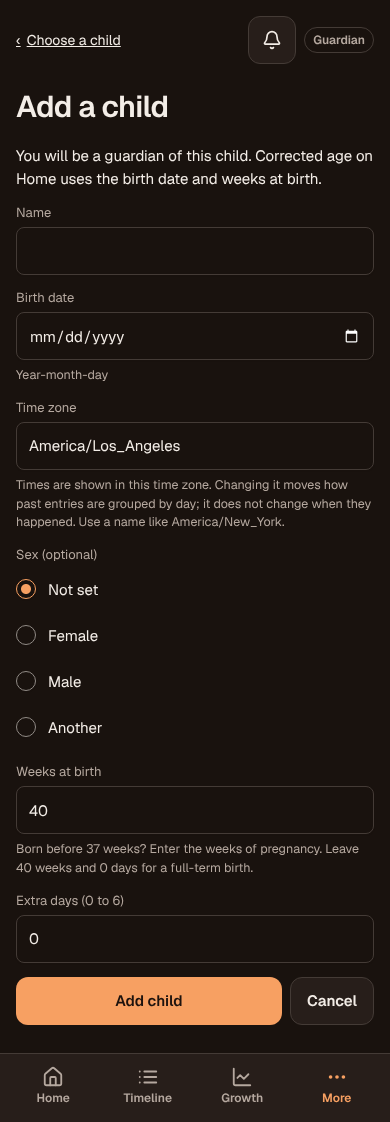 ‹ Choose a child
Guardian
Add a child
You will be a guardian of this child. Corrected age on
Home uses the birth date and weeks at birth.
Name
Birth date
mm/dd/yyyy
Year-month-day
Time zone
America/Los_Angeles
Times are shown in this time zone. Changing it moves how
past entries are grouped by day; it does not change when they
happened. Use a name like America/New_York.
Sex (optional)
Not set
Female
Male
Another
Weeks at birth
40
Born before 37 weeks? Enter the weeks of pregnancy. Leave
40 weeks and 0 days for a full-term birth.
Extra days (0 to 6)
0
Add child
Cancel
Home
Timeline
Growth
More